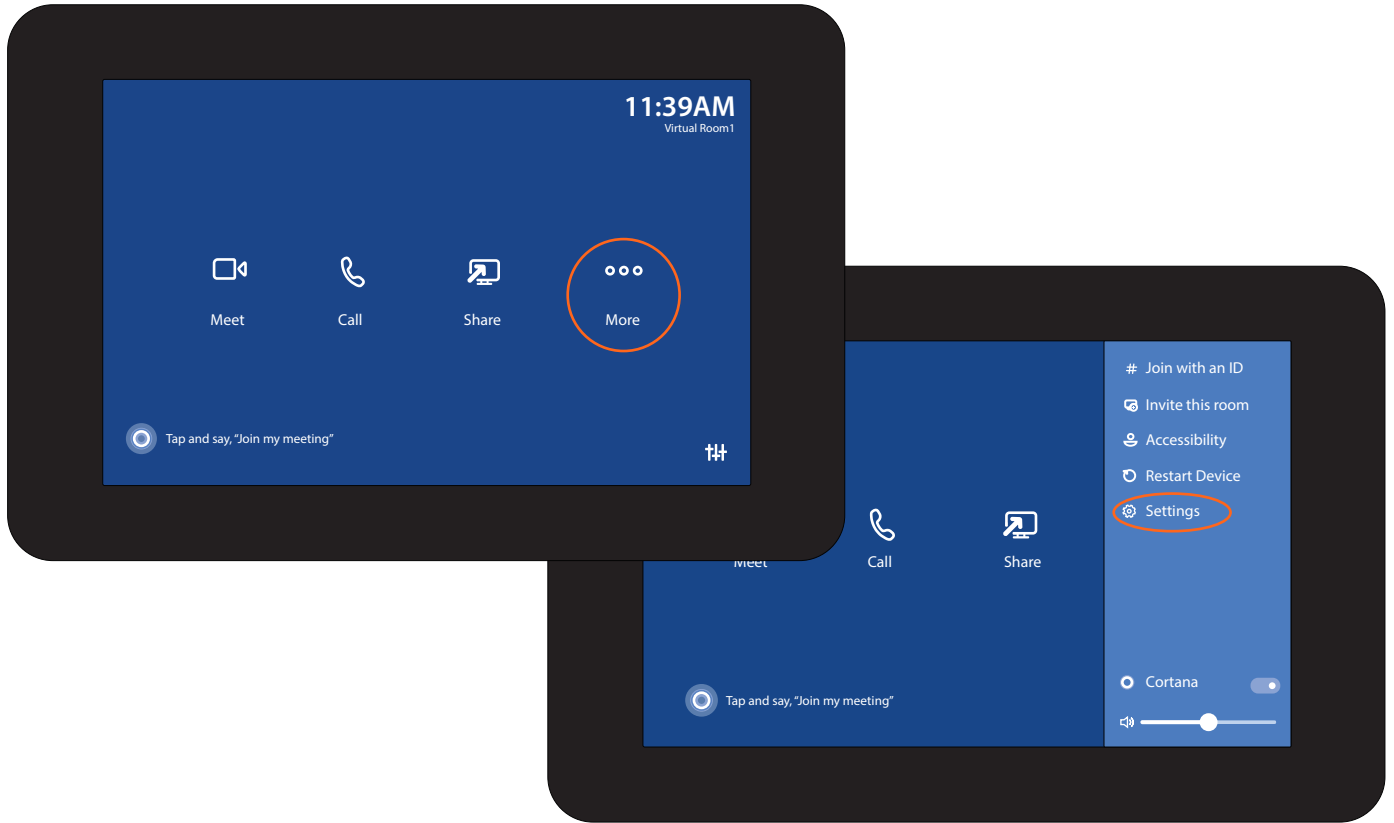 11:39AM
Virtual Room1
Meet
Call
Share
More
Tap and say, “Join my meeting”
# Join with an ID
Invite this room
Accessibility
Restart Device
Settings
Meet
Call
Share
Cortana
Tap and say, “Join my meeting”